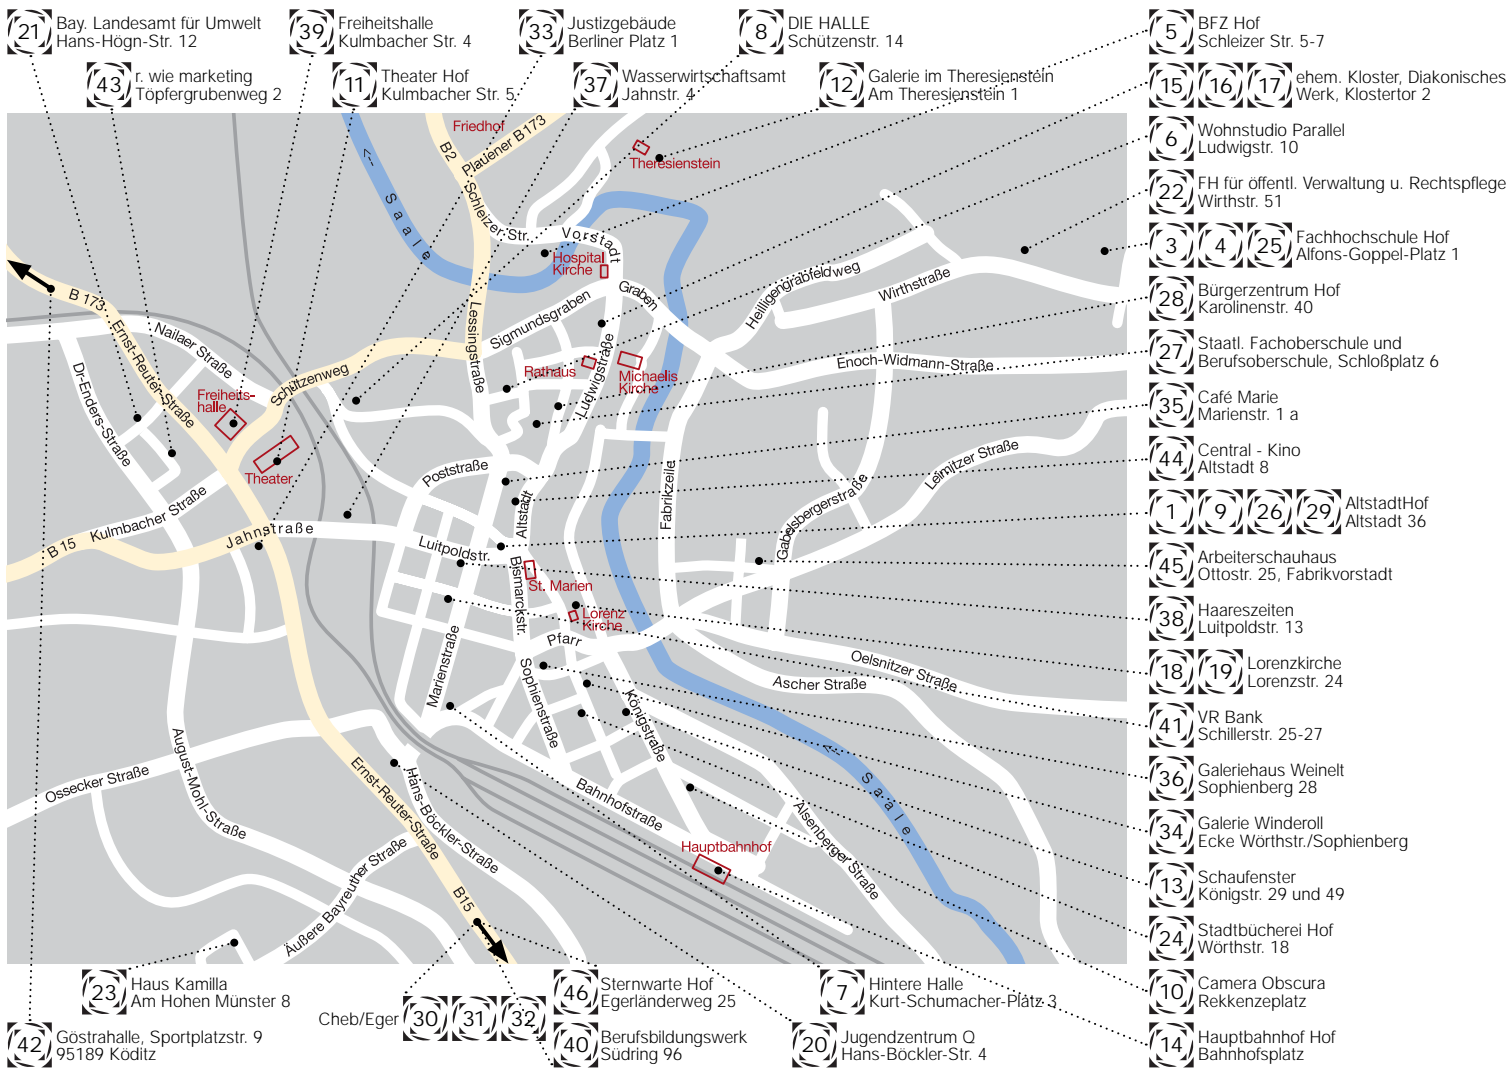 21 Bay. Landesamt für Umwelt
Hans-Högn-Str. 12
39 Freiheitshalle
Kulmbacher Str. 4
33 Justizgebäude
Berliner Platz 1
8 DIE HALLE
Schützenstr. 14
5 BFZ Hof
Schleizer Str. 5-7
43 r. wie marketing
Töpfergrubenweg 2
11 Theater Hof
Kulmbacher Str. 5
37 Wasserwirtschaftsamt
Jahnstr. 4
12 Galerie im Theresienstein
Am Theresienstein 1
15 16 17 ehem. Kloster, Diakonisches
Werk, Klostertor 2
6 Wohnstudio Parallel
Ludwigstr. 10
22 FH für öffentl. Verwaltung u. Rechtspflege
Wirthstr. 51
3 4 25 Fachhochschule Hof
Alfons-Goppel-Platz 1
28 Bürgerzentrum Hof
Karolinenstr. 40
27 Staatl. Fachoberschule und
Berufsoberschule, Schloßplatz 6
35 Café Marie
Marienstr. 1 a
44 Central - Kino
Altstadt 8
1 9 26 29 AltstadtHof
Altstadt 36
45 Arbeiterschauhaus
Ottostr. 25, Fabrikvorstadt
38 Haareszeiten
Luitpoldstr. 13
18 19 Lorenzkirche
Lorenzstr. 24
41 VR Bank
Schillerstr. 25-27
36 Galeriehaus Weinelt
Sophienberg 28
34 Galerie Winderoll
Ecke Wörthstr./Sophienberg
13 Schaufenster
Königstr. 29 und 49
24 Stadtbücherei Hof
Wörthstr. 18
10 Camera Obscura
Rekkenzeplatz
14 Hauptbahnhof Hof
Bahnhofsplatz
Friedhof
B2
Plauener B173
Theresienstein
<-- Saale
Schleizer Str.
Vorstadt
Hospital
Kirche
Graben
Heiligengrabfeldweg
Wirthstraße
B 173
Ernst-Reuter-Straße
Nailaer Straße
Lessingstraße
Sigmundsgraben
Ludwigstraße
Rathaus
Michaelis
Kirche
Enoch-Widmann-Straße
Dr-Enders-Straße
Schützenweg
Freiheits-
halle
Theater
Poststraße
Altstadt
Fabrikzeile
Leimitzer Straße
Gabelsbergerstraße
B 15
Kulmbacher Straße
Jahnstraße
Luitpoldstr.
Bismarckstr.
St. Marien
Lorenz
Kirche
Pfarr
Marienstraße
Sophienstraße
Königstraße
Oelsnitzer Straße
Ascher Straße
<-- Saale
August-Mohl-Straße
Ossecker Straße
Ernst-Reuter-Straße
Hans-Böckler-Straße
Bahnhofstraße
Alsenberger Straße
Hauptbahnhof
Äußere Bayreuther Straße
B15
23 Haus Kamilla
Am Hohen Münster 8
Cheb/Eger 30 31 32
46 Sternwarte Hof
Egerländerweg 25
7 Hintere Halle
Kurt-Schumacher-Platz 3
42 Göstrahalle, Sportplatzstr. 9
95189 Köditz
40 Berufsbildungswerk
Südring 96
20 Jugendzentrum Q
Hans-Böckler-Str. 4